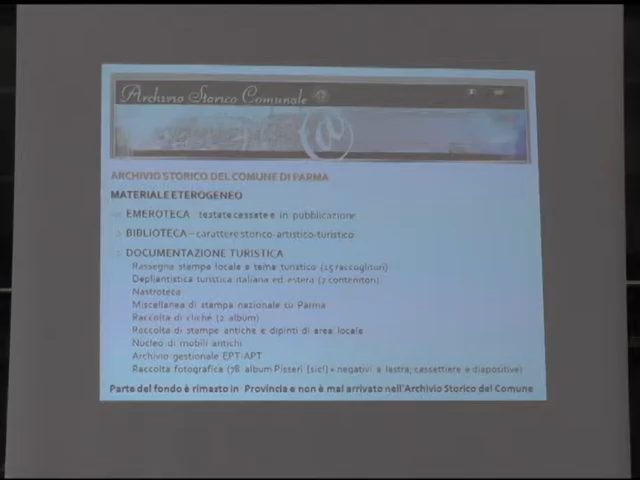 Archivio Storico Comunale
@
ARCHIVIO STORICO DEL COMUNE DI PARMA
MATERIALE ETEROGENEO
EMEROTECA testate cessate e in pubblicazione
BIBLIOTECA – carattere storico-artistico-turistico
DOCUMENTAZIONE TURISTICA
Rassegna stampa locale a tema turistico (15 raccoglitori)
Depliantistica turistica italiana ed estera (2 contenitori)
Nastroteca
Miscellanea di stampa nazionale su Parma
Raccolta di cliché (2 album)
Raccolta di stampe antiche e dipinti di area locale
Nucleo di mobili antichi
Archivio gestionale EPT-APT
Raccolta fotografica (78 album Pisseri [sic!] + negativi a lastra, cassettiere e diapositive)
Parte del fondo è rimasto in Provincia e non è mai arrivato nell'Archivio Storico del Comune